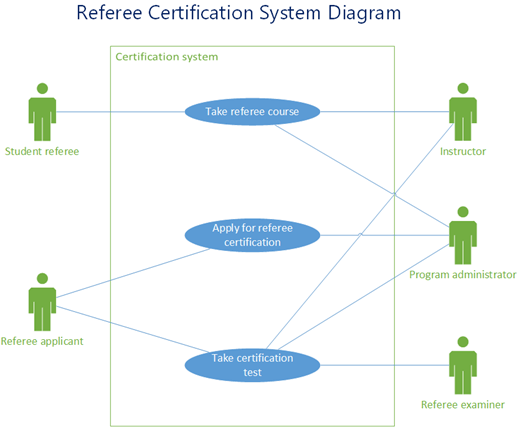 Referee Certification System Diagram
Certification system
Student referee
Take referee course
Instructor
Apply for referee
certification
Program administrator
Referee applicant
Take certification
test
Referee examiner